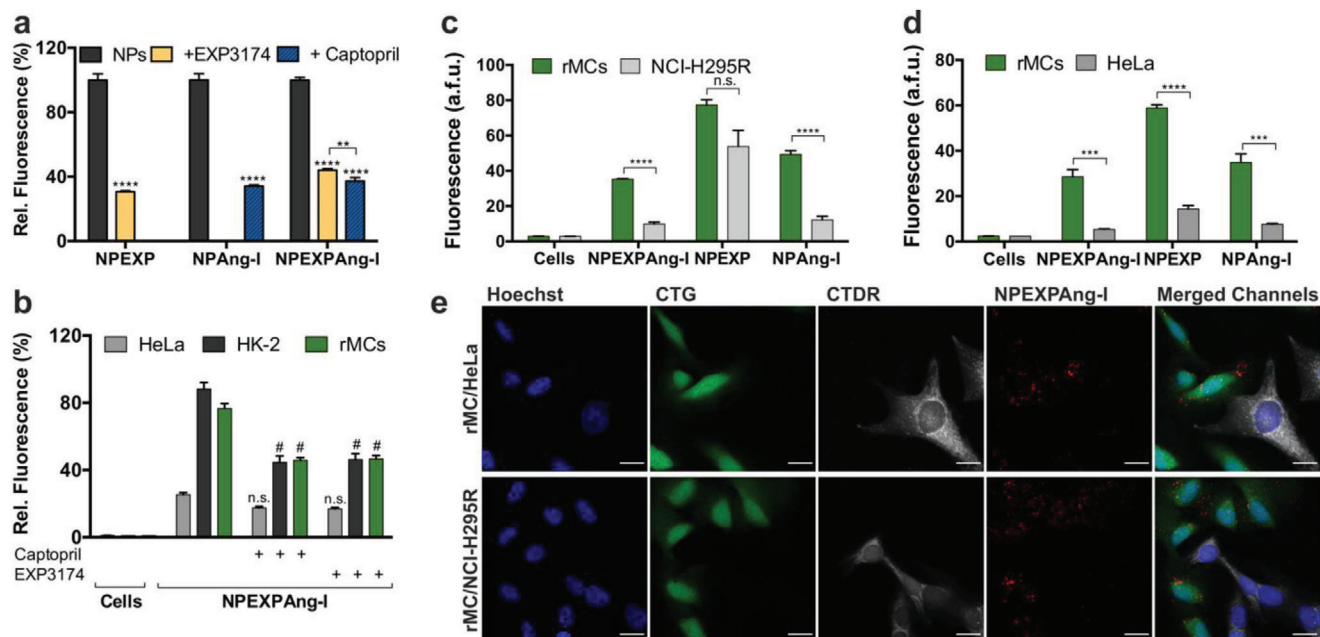 a
Rel. Fluorescence (%)
120
80
40
0
NPs +EXP3174 + Captopril
**
**** **** **** ****
NPEXP NPAng-I NPEXPAng-I
b
Rel. Fluorescence (%)
120
80
40
0
HeLa HK-2 rMCs
n.s. # # n.s. # #
Captopril + + +
EXP3174 + + +
Cells NPEXPAng-I
c
Fluorescence (a.f.u.)
100
80
60
40
20
0
rMCs NCI-H295R
n.s.
**** ****
Cells NPEXPAng-I NPEXP NPAng-I
d
Fluorescence (a.f.u.)
80
60
40
20
0
rMCs HeLa
****
*** ***
Cells NPEXPAng-I NPEXP NPAng-I
e
Hoechst CTG CTDR NPEXPAng-I Merged Channels
rMC/HeLa
rMC/NCI-H295R